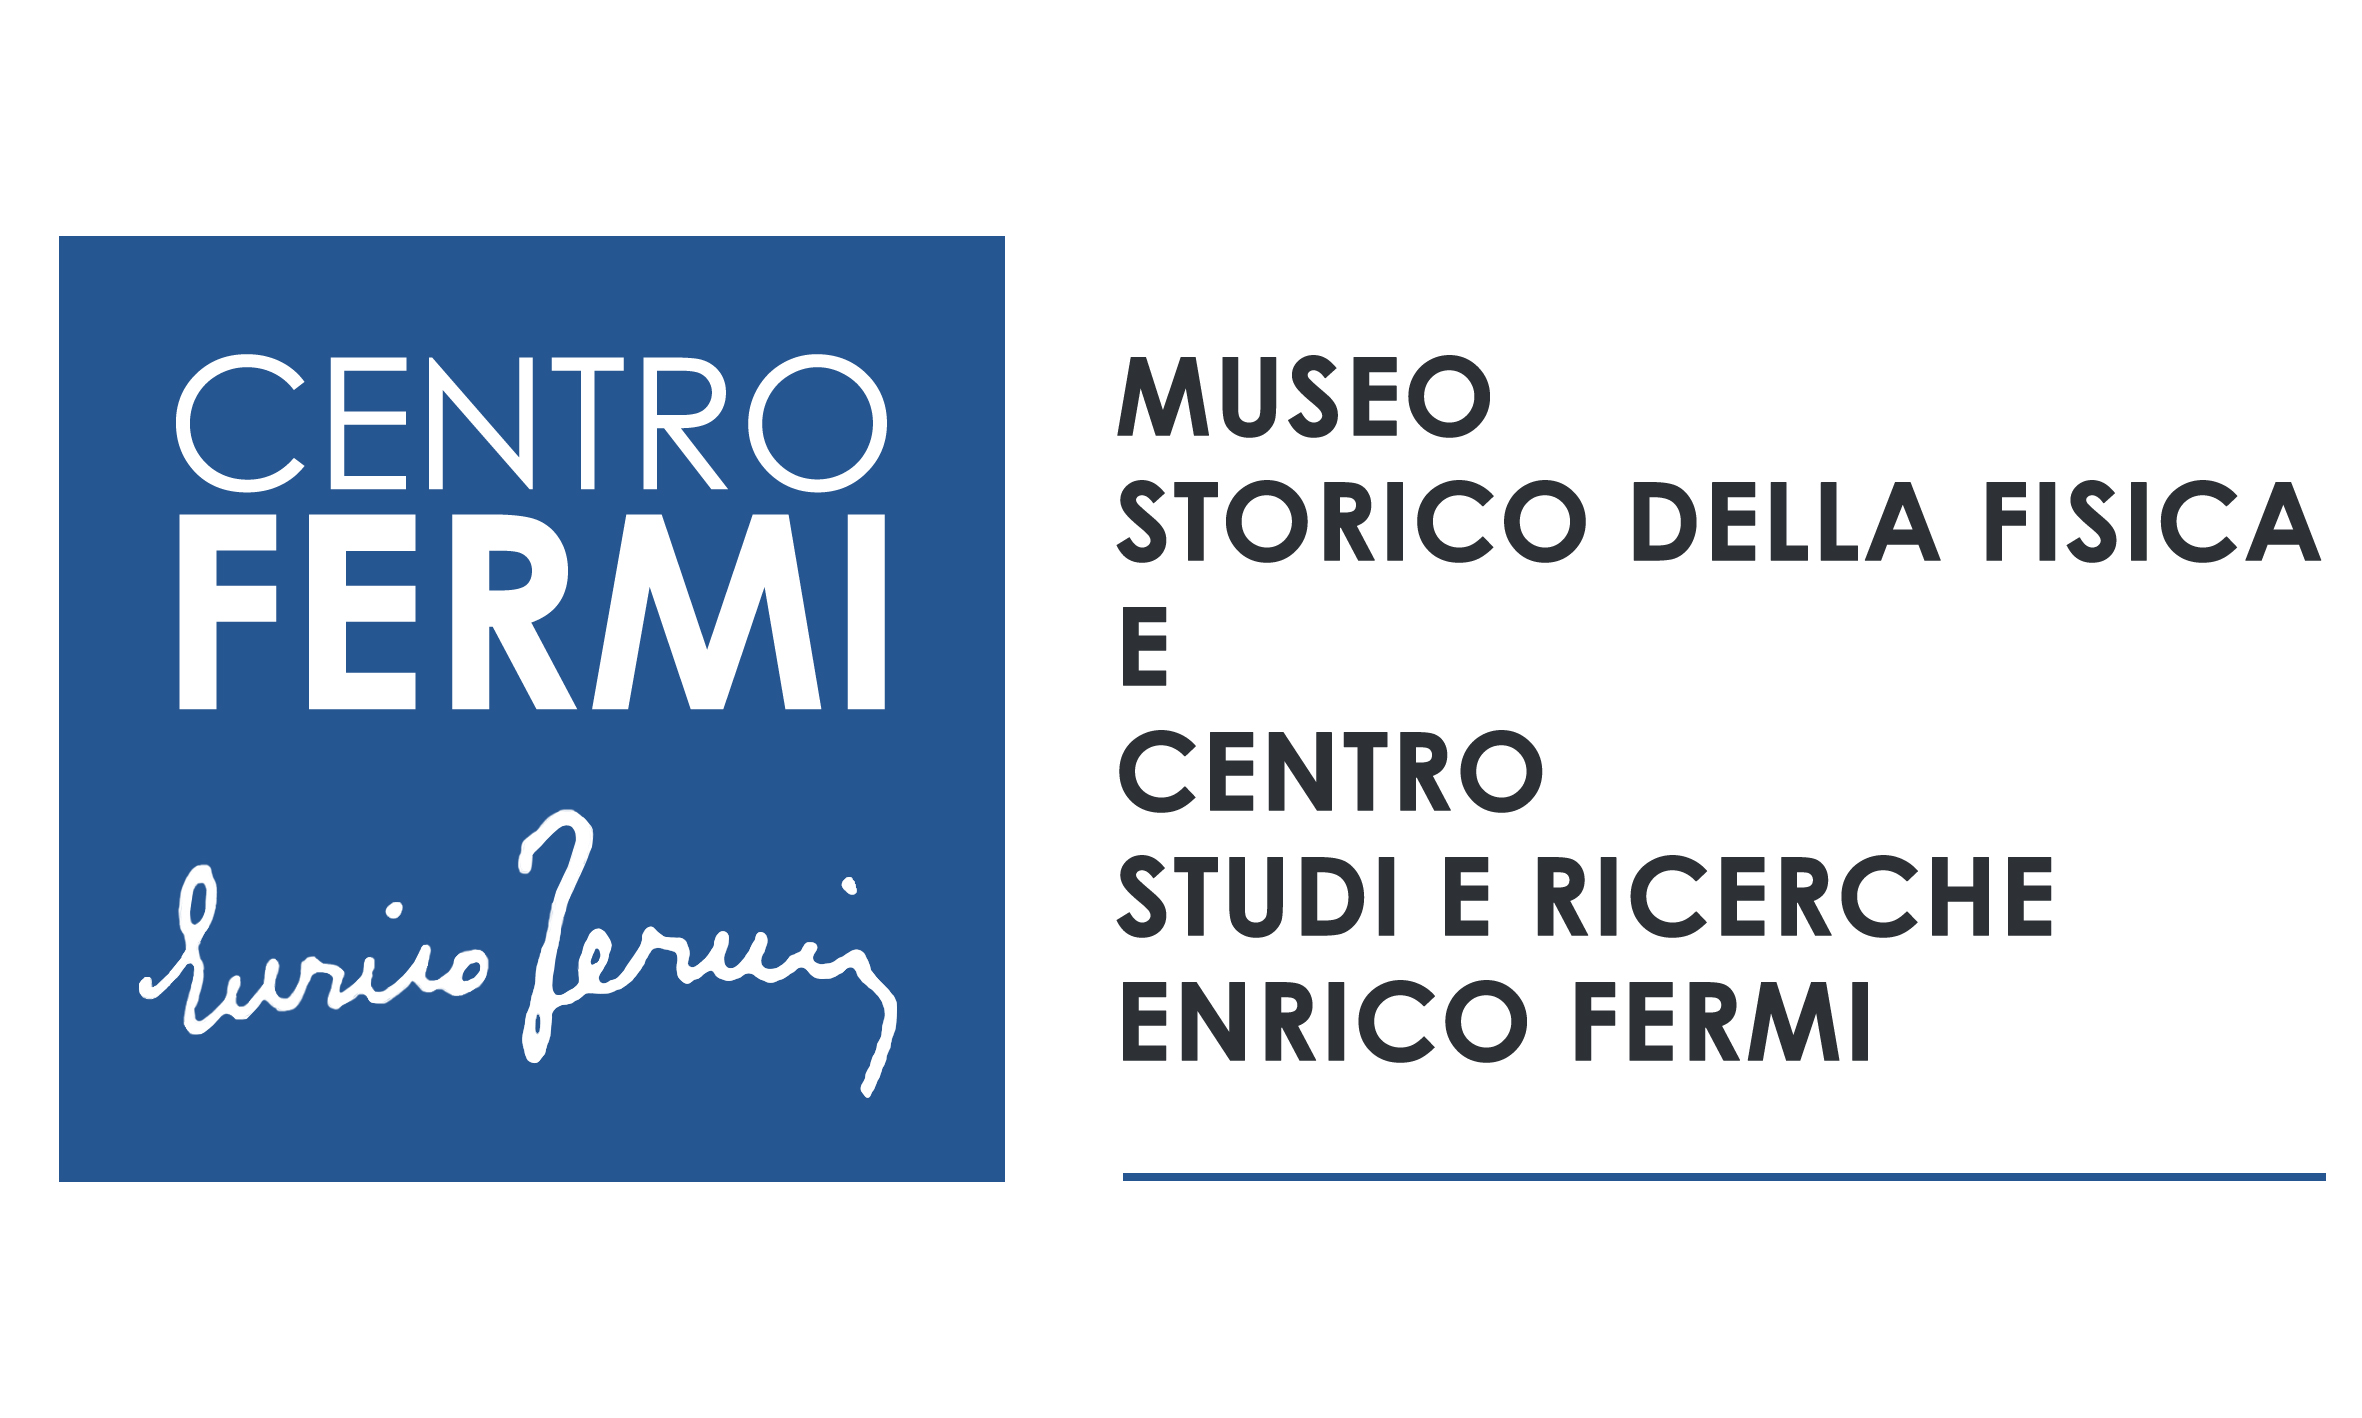 CENTRO
FERMI
Enrico Fermi
MUSEO
STORICO DELLA FISICA
E
CENTRO
STUDI E RICERCHE
ENRICO FERMI